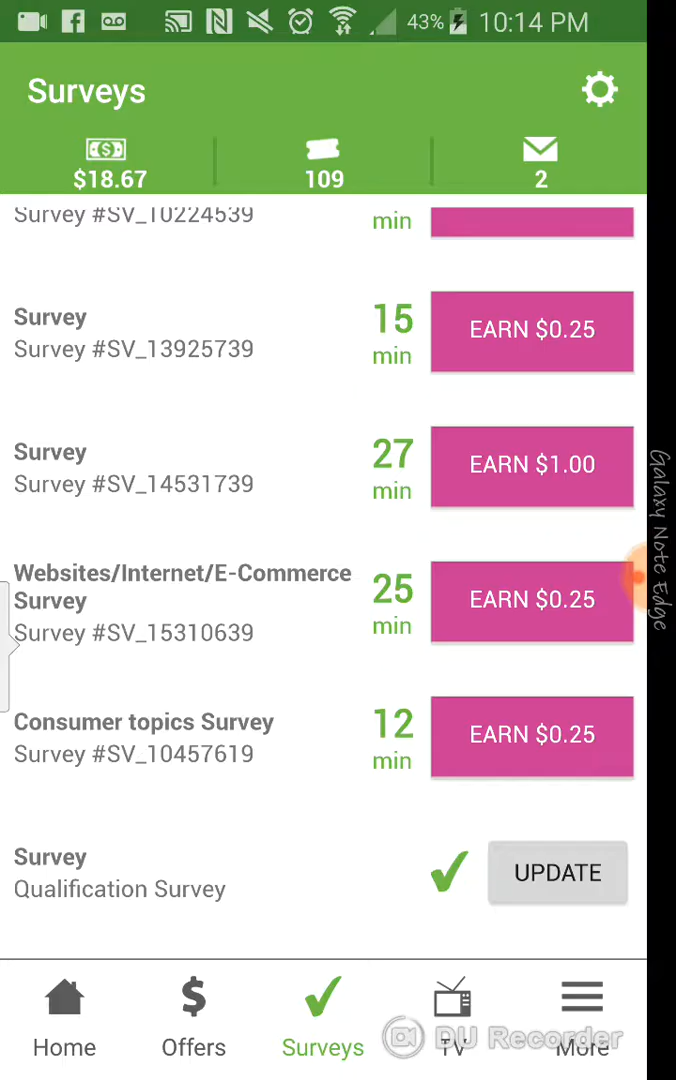 43% 10:14 PM
Surveys
$18.67 109 2
Survey #SV_10224539 min
Survey 15
Survey #SV_13925739 min EARN $0.25
Survey 27
Survey #SV_14531739 min EARN $1.00
Websites/Internet/E-Commerce
Survey 25
Survey #SV_15310639 min EARN $0.25
Consumer topics Survey 12
Survey #SV_10457619 min EARN $0.25
Survey
Qualification Survey UPDATE
Galaxy Note Edge
Home Offers Surveys TV More
DU Recorder